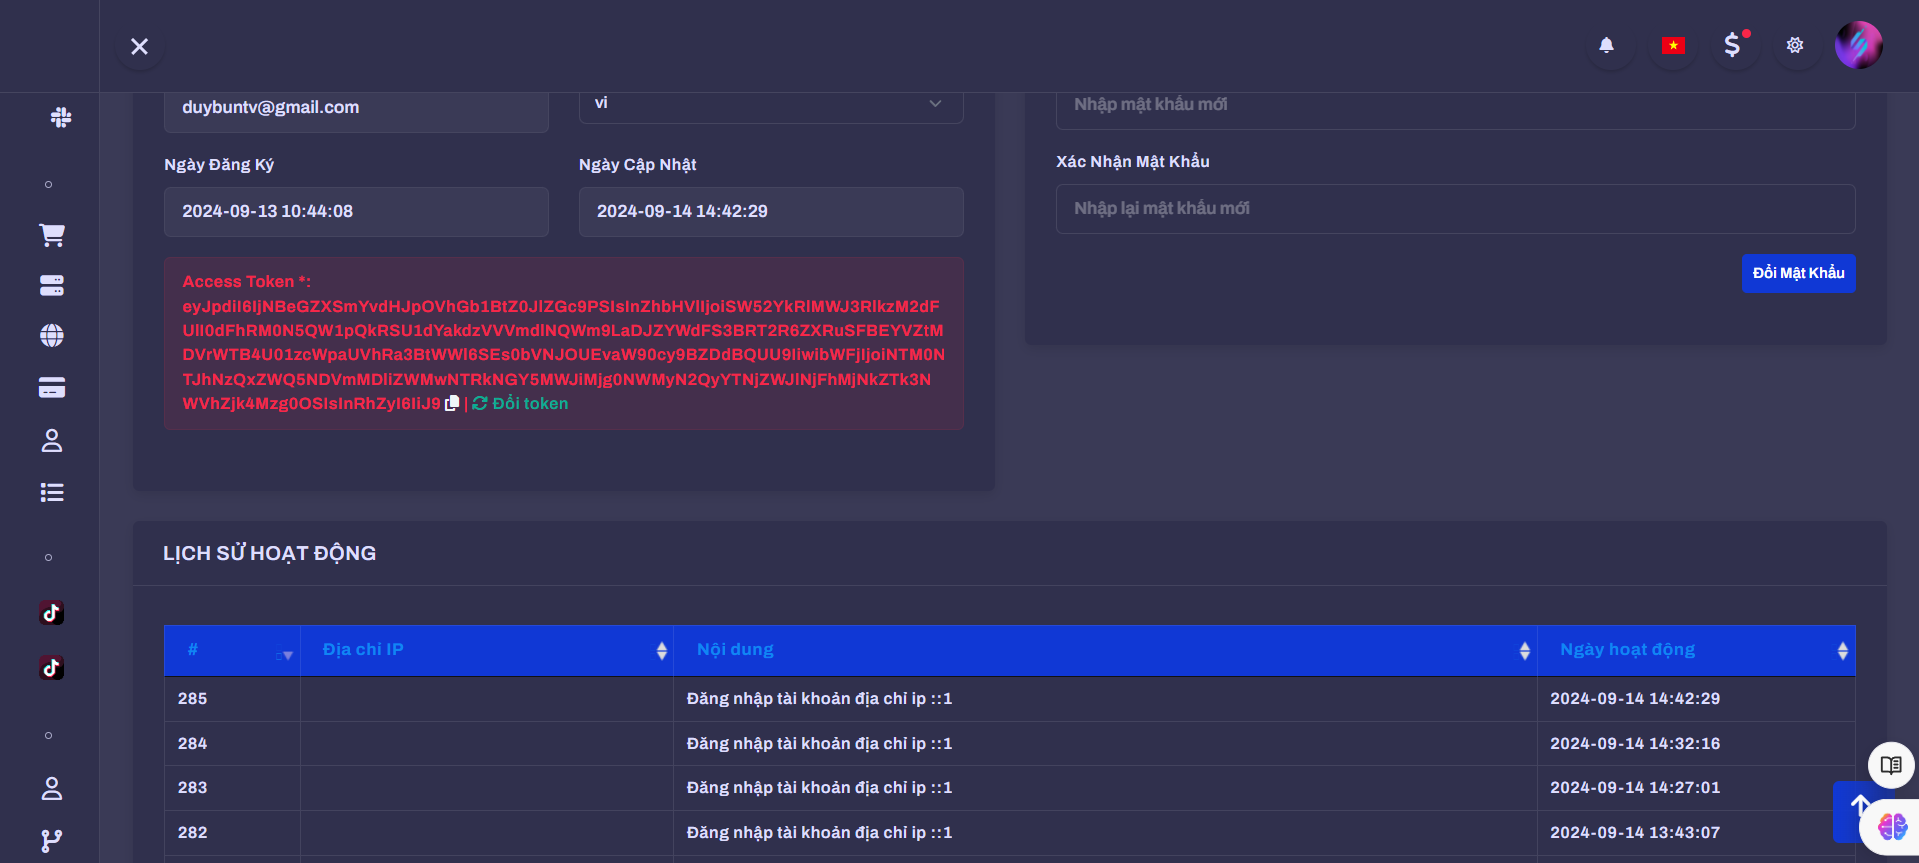 duybuntv@gmail.com
vi
Nhập mật khẩu mới
Ngày Đăng Ký
Ngày Cập Nhật
Xác Nhận Mật Khẩu
2024-09-13 10:44:08
2024-09-14 14:42:29
Nhập lại mật khẩu mới
Đổi Mật Khẩu
Access Token *:
eyJpdiI6IjNBeGZXSmYvdHJpOVhGb1BtZ0JlZGc9PSIsInZhbHVlIjoiSW52YkRIMWJ3RlkzM2dF
UlI0dFhRM0N5QW1pQkRSU1dYakdzVVVmdlNQWm9LaDJZYWdFS3BRT2R6ZXRuSFBEYVZtM
DVrWTB4U01zcWpaUVhRa3BtWWl6SEs0bVNJOUEvaW90cy9BZDdBQUU9IiwibWFjIjoiNTM0N
TJhNzQxZWQ5NDVmMDliZWMwNTRkNGY5MWJiMjg0NWMyN2QyYTNjZWJlNjFhMjNkZTk3N
WVhZjk4Mzg0OSIsInRhZyI6IiJ9 | Đổi token
LỊCH SỬ HOẠT ĐỘNG
# Địa chỉ IP Nội dung Ngày hoạt động
285 Đăng nhập tài khoản địa chỉ ip ::1 2024-09-14 14:42:29
284 Đăng nhập tài khoản địa chỉ ip ::1 2024-09-14 14:32:16
283 Đăng nhập tài khoản địa chỉ ip ::1 2024-09-14 14:27:01
282 Đăng nhập tài khoản địa chỉ ip ::1 2024-09-14 13:43:07